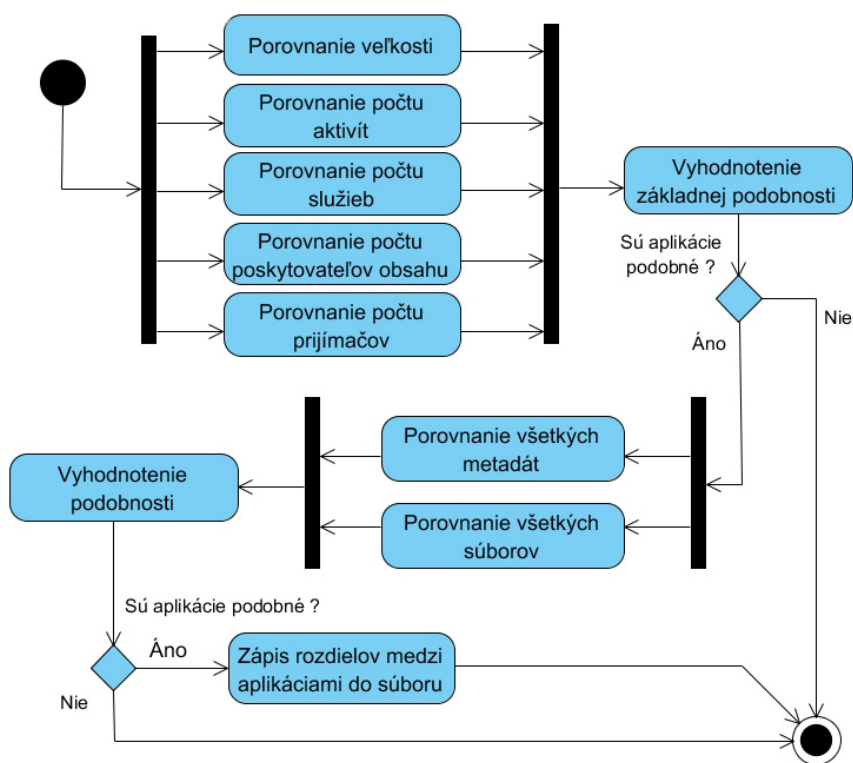 Porovnanie veľkosti
Porovnanie počtu
aktivít
Porovnanie počtu
služieb
Porovnanie počtu
poskytovateľov obsahu
Porovnanie počtu
prijímačov
Vyhodnotenie
základnej podobnosti
Sú aplikácie
podobné ?
Nie
Áno
Porovnanie všetkých
metadát
Porovnanie všetkých
súborov
Vyhodnotenie
podobnosti
Sú aplikácie podobné ?
Áno
Nie
Zápis rozdielov medzi
aplikáciami do súboru